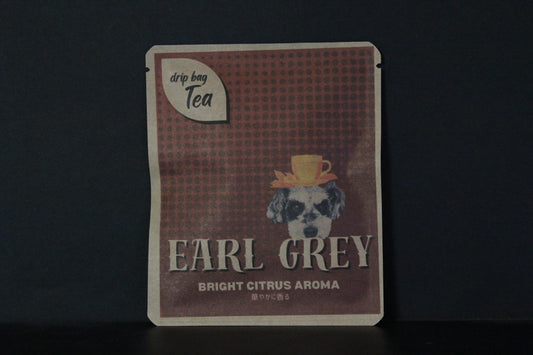 drip bag
Tea
EARL GREY
BRIGHT CITRUS AROMA
華やかに香る